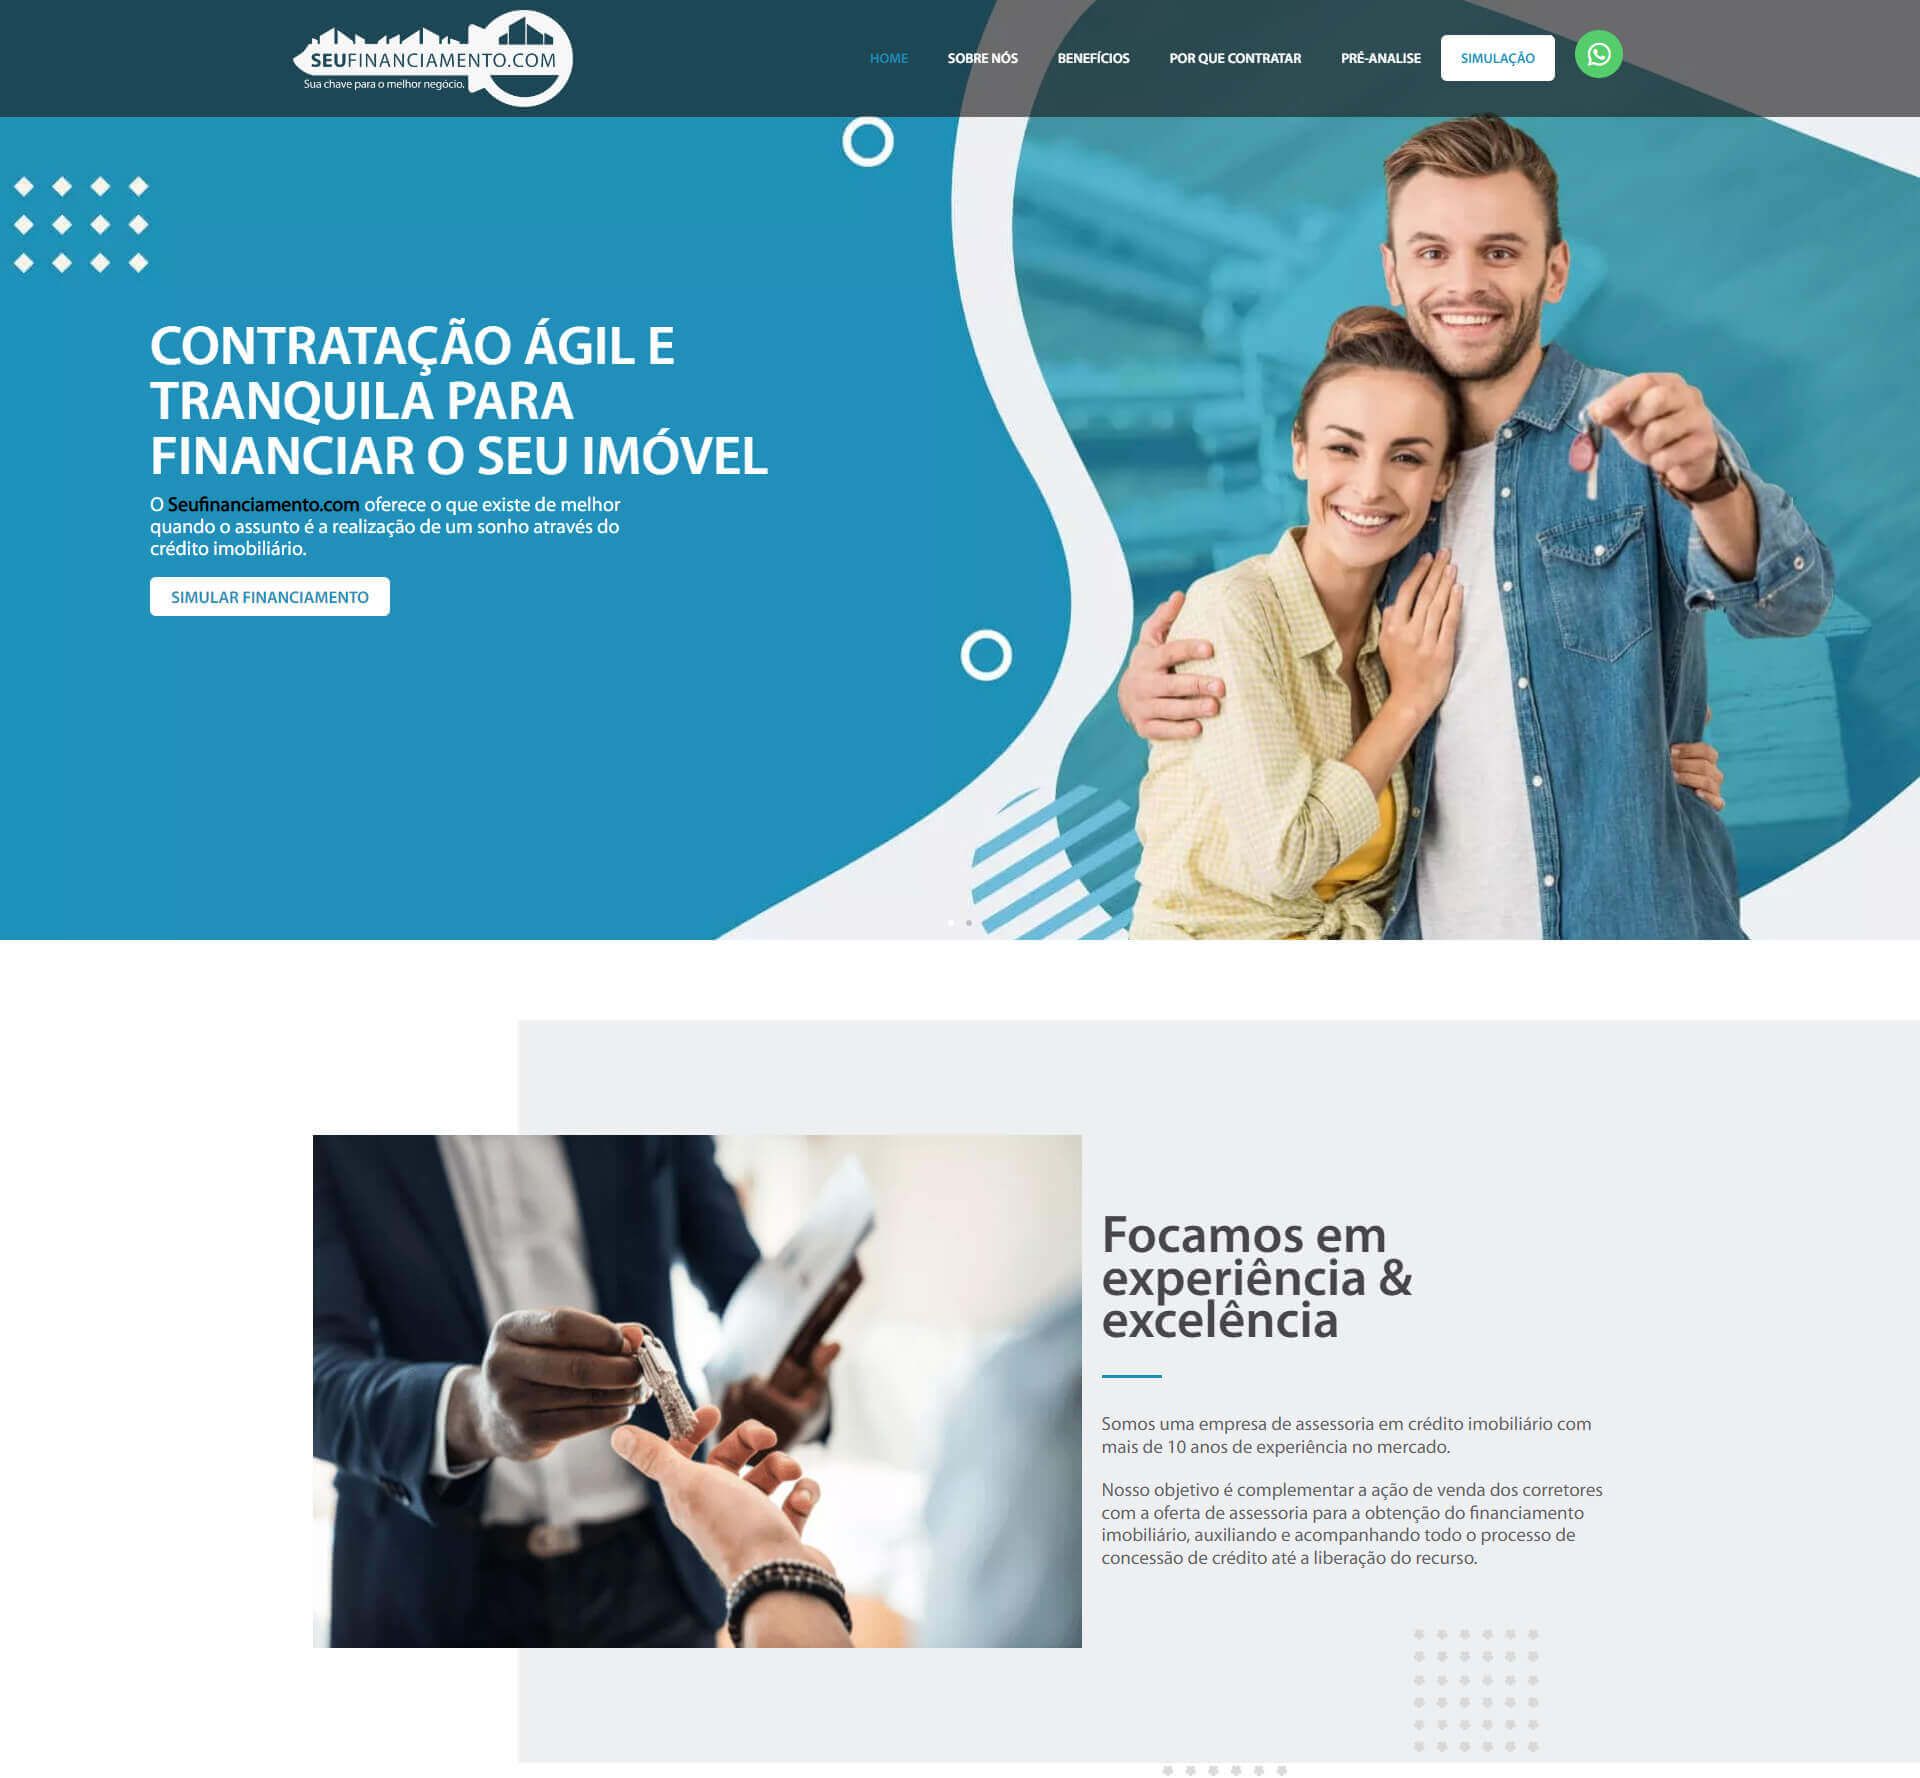 SEUFINANCIAMENTO.COM
Sua chave para o melhor negócio.
HOME
SOBRE NÓS
BENEFÍCIOS
POR QUE CONTRATAR
PRÉ-ANALISE
SIMULAÇÃO
CONTRATAÇÃO ÁGIL E
TRANQUILA PARA
FINANCIAR O SEU IMÓVEL
O Seufinanciamento.com oferece o que existe de melhor
quando o assunto é a realização de um sonho através do
crédito imobiliário.
SIMULAR FINANCIAMENTO
Focamos em
experiência &
excelência
Somos uma empresa de assessoria em crédito imobiliário com
mais de 10 anos de experiência no mercado.
Nosso objetivo é complementar a ação de venda dos corretores
com a oferta de assessoria para a obtenção do financiamento
imobiliário, auxiliando e acompanhando todo o processo de
concessão de crédito até a liberação do recurso.